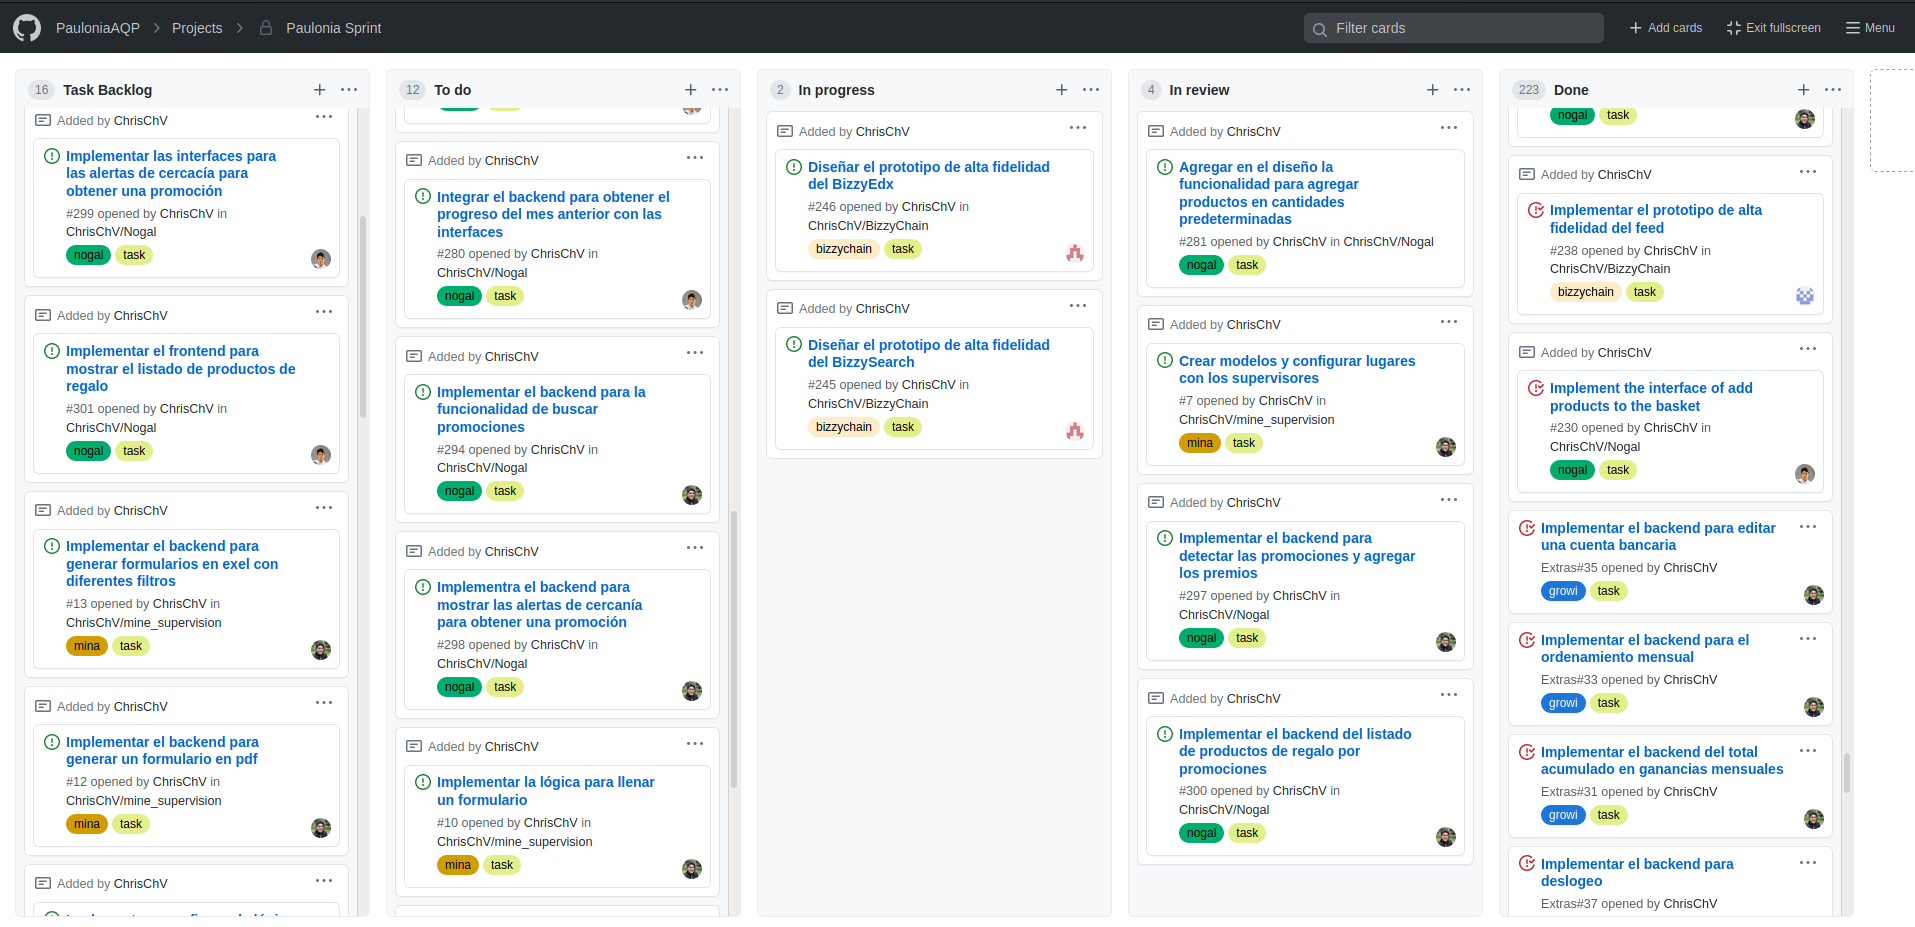 PauloniaAQP
Projects
Paulonia Sprint
Filter cards
Add cards
Exit fullscreen
Menu
16 Task Backlog
Added by ChrisChV
Implementar las interfaces para
las alertas de cercacía para
obtener una promoción
#299 opened by ChrisChV in
ChrisChV/Nogal
nogal task
Added by ChrisChV
Implementar el frontend para
mostrar el listado de productos de
regalo
#301 opened by ChrisChV in
ChrisChV/Nogal
nogal task
Added by ChrisChV
Implementar el backend para
generar formularios en exel con
diferentes filtros
#13 opened by ChrisChV in
ChrisChV/mine_supervision
mina task
Added by ChrisChV
Implementar el backend para
generar un formulario en pdf
#12 opened by ChrisChV in
ChrisChV/mine_supervision
mina task
Added by ChrisChV
12 To do
Added by ChrisChV
Integrar el backend para obtener el
progreso del mes anterior con las
interfaces
#280 opened by ChrisChV in
ChrisChV/Nogal
nogal task
Added by ChrisChV
Implementar el backend para la
funcionalidad de buscar
promociones
#294 opened by ChrisChV in
ChrisChV/Nogal
nogal task
Added by ChrisChV
Implementra el backend para
mostrar las alertas de cercanía
para obtener una promoción
#298 opened by ChrisChV in
ChrisChV/Nogal
nogal task
Added by ChrisChV
Implementar la lógica para llenar
un formulario
#10 opened by ChrisChV in
ChrisChV/mine_supervision
mina task
2 In progress
Added by ChrisChV
Diseñar el prototipo de alta fidelidad
del BizzyEdx
#246 opened by ChrisChV in
ChrisChV/BizzyChain
bizzychain task
Added by ChrisChV
Diseñar el prototipo de alta fidelidad
del BizzySearch
#245 opened by ChrisChV in
ChrisChV/BizzyChain
bizzychain task
4 In review
Added by ChrisChV
Agregar en el diseño la
funcionalidad para agregar
productos en cantidades
predeterminadas
#281 opened by ChrisChV in ChrisChV/Nogal
nogal task
Added by ChrisChV
Crear modelos y configurar lugares
con los supervisores
#7 opened by ChrisChV in
ChrisChV/mine_supervision
mina task
Added by ChrisChV
Implementar el backend para
detectar las promociones y agregar
los premios
#297 opened by ChrisChV in
ChrisChV/Nogal
nogal task
Added by ChrisChV
Implementar el backend del listado
de productos de regalo por
promociones
#300 opened by ChrisChV in
ChrisChV/Nogal
nogal task
223 Done
nogal task
Added by ChrisChV
Implementar el prototipo de alta
fidelidad del feed
#238 opened by ChrisChV in
ChrisChV/BizzyChain
bizzychain task
Added by ChrisChV
Implement the interface of add
products to the basket
#230 opened by ChrisChV in
ChrisChV/Nogal
nogal task
Implementar el backend para editar
una cuenta bancaria
Extras#35 opened by ChrisChV
growi task
Implementar el backend para el
ordenamiento mensual
Extras#33 opened by ChrisChV
growi task
Implementar el backend del total
acumulado en ganancias mensuales
Extras#31 opened by ChrisChV
growi task
Implementar el backend para
deslogeo
Extras#37 opened by ChrisChV